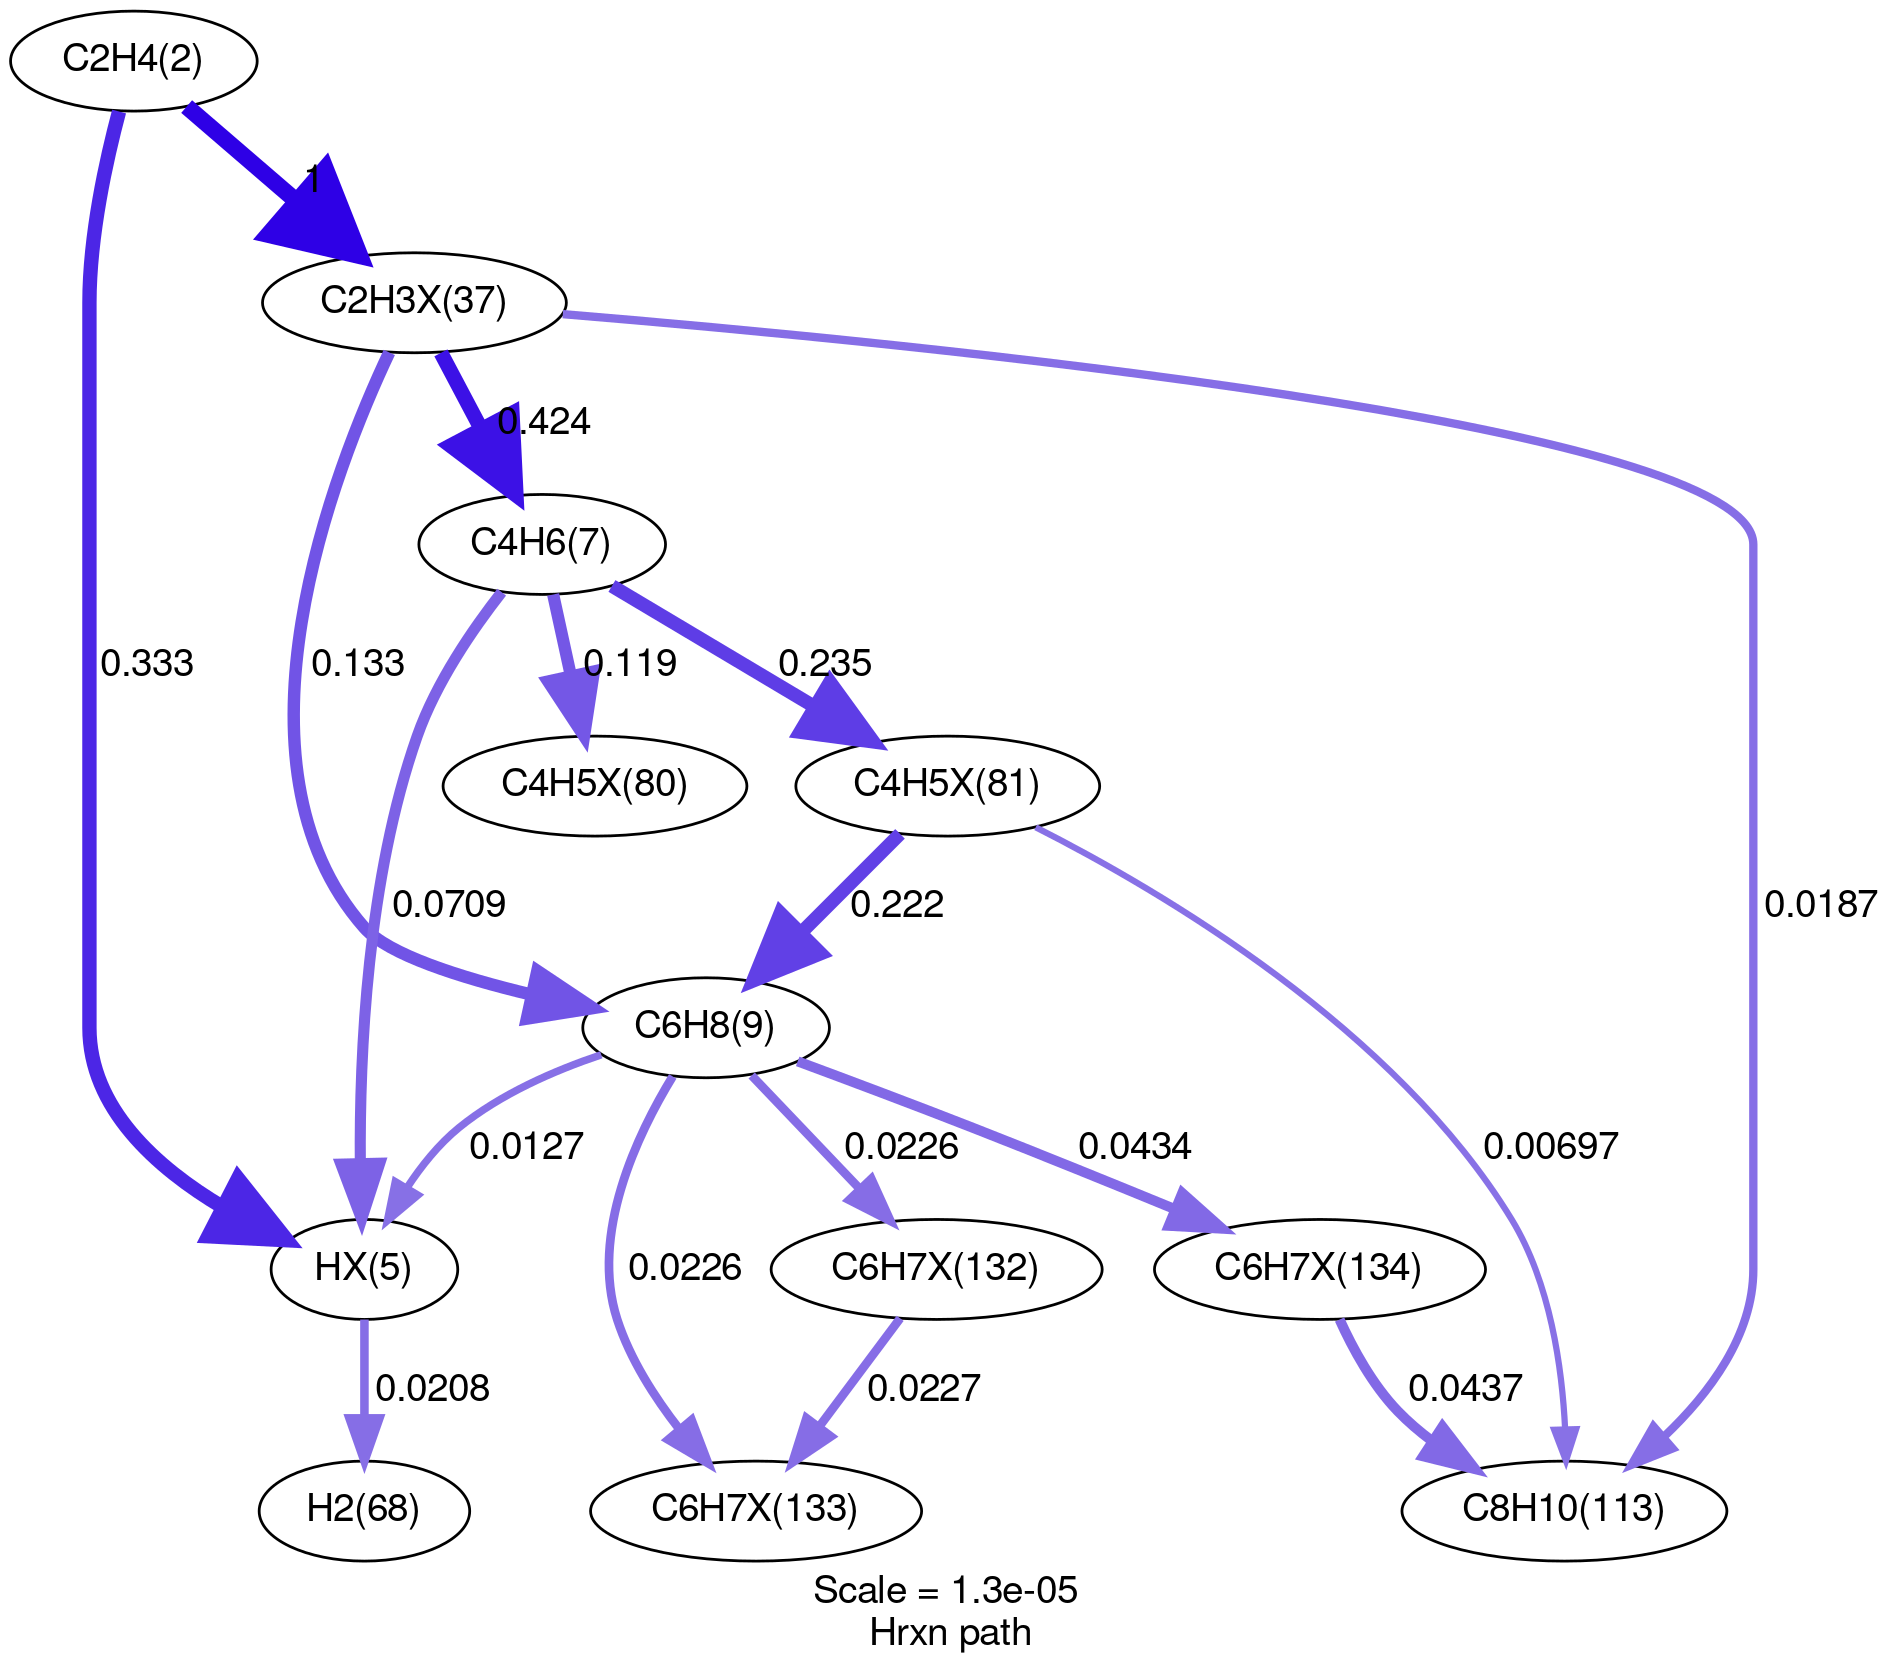 C2H4(2)
1
C2H3X(37)
0.424
C4H6(7)
0.333
0.133
0.119
0.235
C4H5X(80)
C4H5X(81)
0.0709
0.222
0.0187
C6H8(9)
0.0127
0.0226
0.0434
0.00697
HX(5)
0.0226
C6H7X(132)
C6H7X(134)
0.0208
0.0227
0.0437
H2(68)
C6H7X(133)
C8H10(113)
Scale = 1.3e-05
Hrxn path